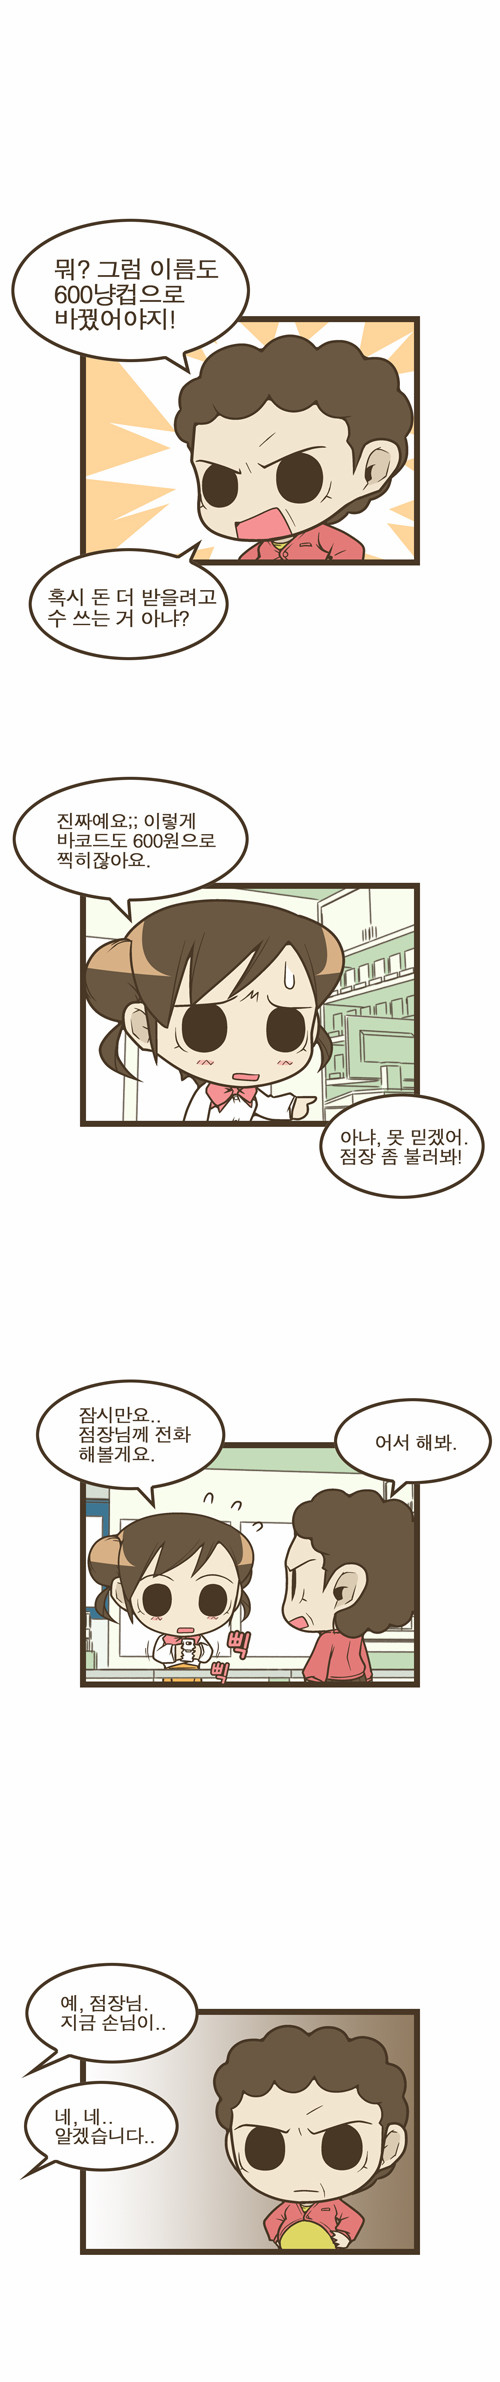 뭐? 그럼 이름도
600냥컵으로
바꿨어야지!
혹시 돈 더 받을려고
수 쓰는 거 아냐?
진짜예요;; 이렇게
바코드도 600원으로
찍히잖아요.
아냐, 못 믿겠어.
점장 좀 불러봐!
잠시만요..
점장님께 전화
해볼게요.
어서 해봐.
삑
삑
예, 점장님.
지금 손님이..
네, 네..
알겠습니다..